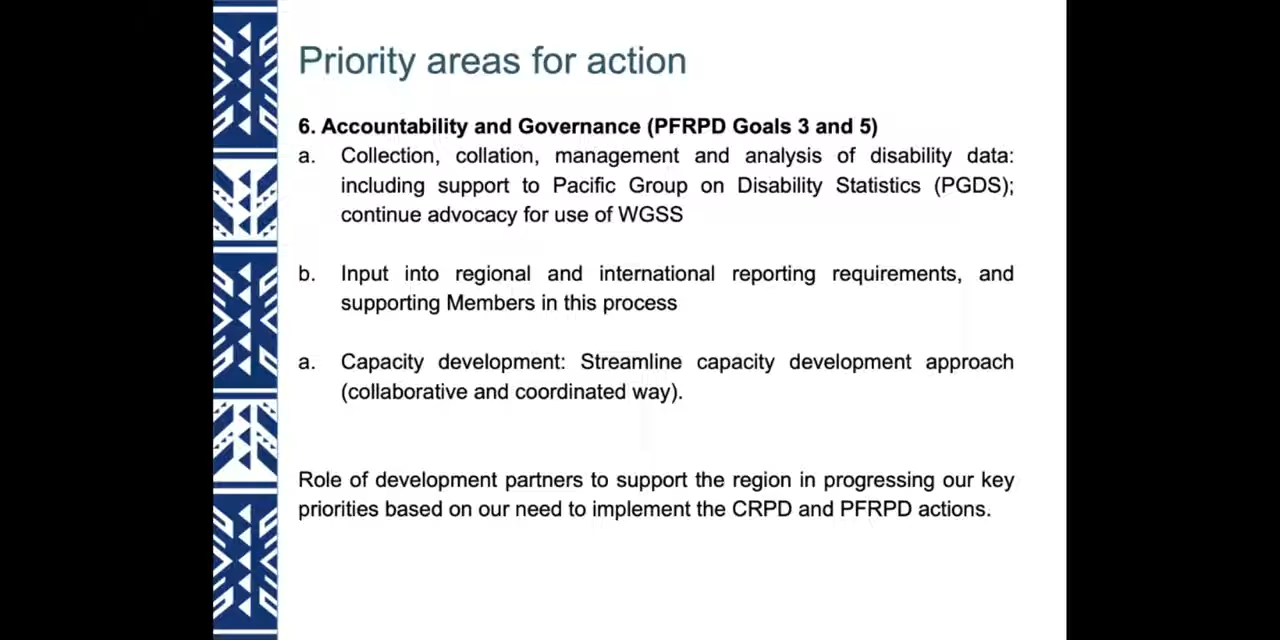 Priority areas for action
6. Accountability and Governance (PFRPD Goals 3 and 5)
a. Collection, collation, management and analysis of disability data:
including support to Pacific Group on Disability Statistics (PGDS);
continue advocacy for use of WGSS
b. Input into regional and international reporting requirements, and
supporting Members in this process
a. Capacity development: Streamline capacity development approach
(collaborative and coordinated way).
Role of development partners to support the region in progressing our key
priorities based on our need to implement the CRPD and PFRPD actions.